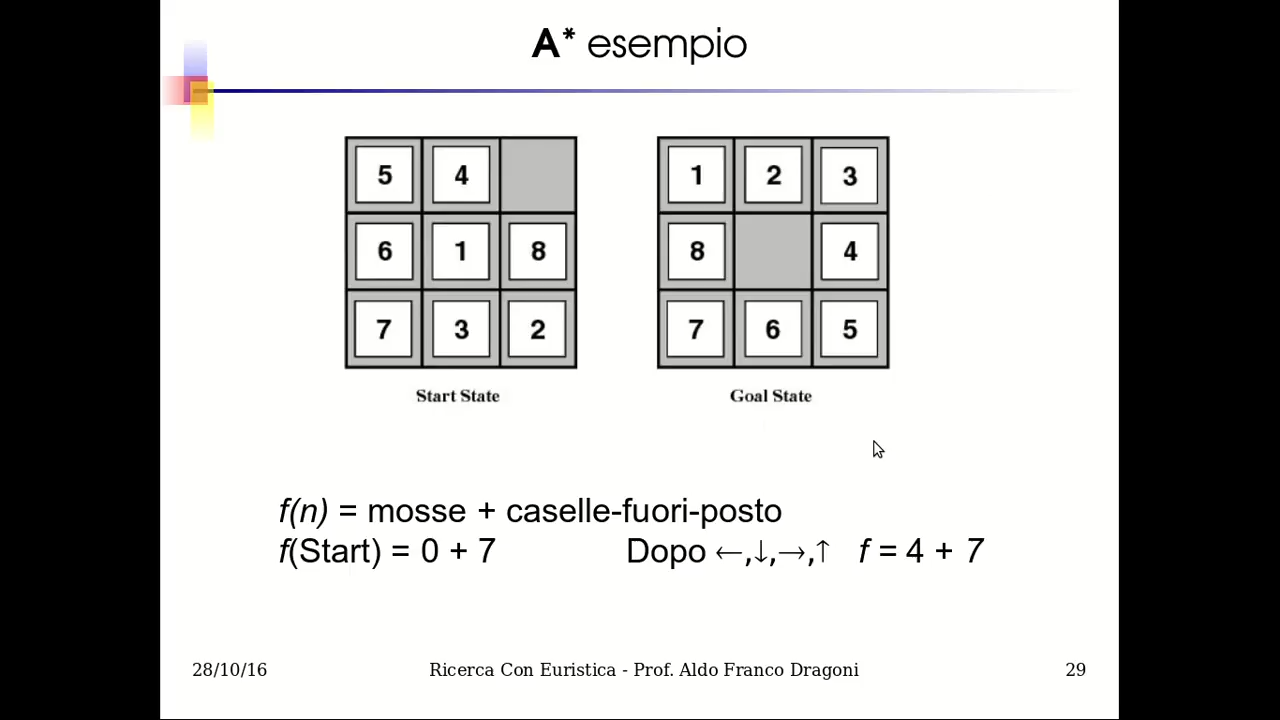 A* esempio
5 4
6 1 8
7 3 2
Start State
1 2 3
8 4
7 6 5
Goal State
f(n) = mosse + caselle-fuori-posto
f(Start) = 0 + 7 Dopo ←,↓,→,↑ f = 4 + 7
28/10/16 Ricerca Con Euristica - Prof. Aldo Franco Dragoni 29